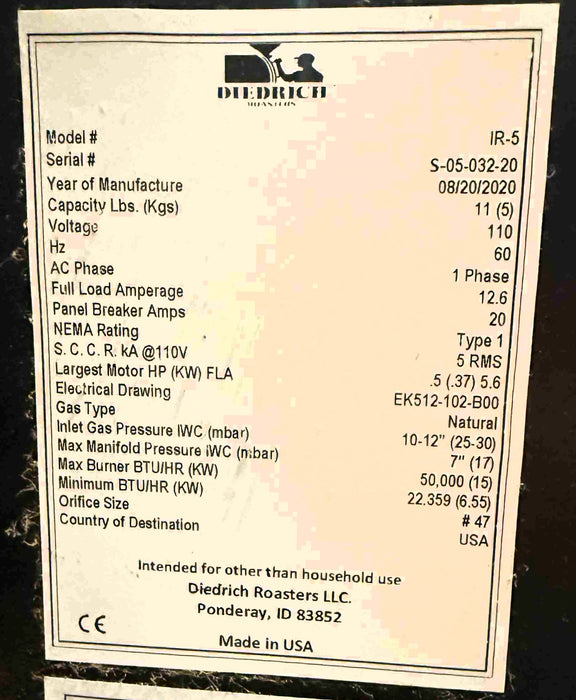 DIEDRICH
ROASTERS
Model # IR-5
Serial # S-05-032-20
Year of Manufacture 08/20/2020
Capacity Lbs. (Kgs) 11 (5)
Voltage 110
Hz 60
AC Phase 1 Phase
Full Load Amperage 12.6
Panel Breaker Amps 20
NEMA Rating Type 1
S. C. C. R. kA @110V 5 RMS
Largest Motor HP (KW) FLA .5 (.37) 5.6
Electrical Drawing EK512-102-B00
Gas Type Natural
Inlet Gas Pressure IWC (mbar) 10-12" (25-30)
Max Manifold Pressure IWC (mbar) 7" (17)
Max Burner BTU/HR (KW) 50,000 (15)
Minimum BTU/HR (KW) 22.359 (6.55)
Orifice Size # 47
Country of Destination USA
Intended for other than household use
Diedrich Roasters LLC.
Ponderay, ID 83852
CE
Made in USA